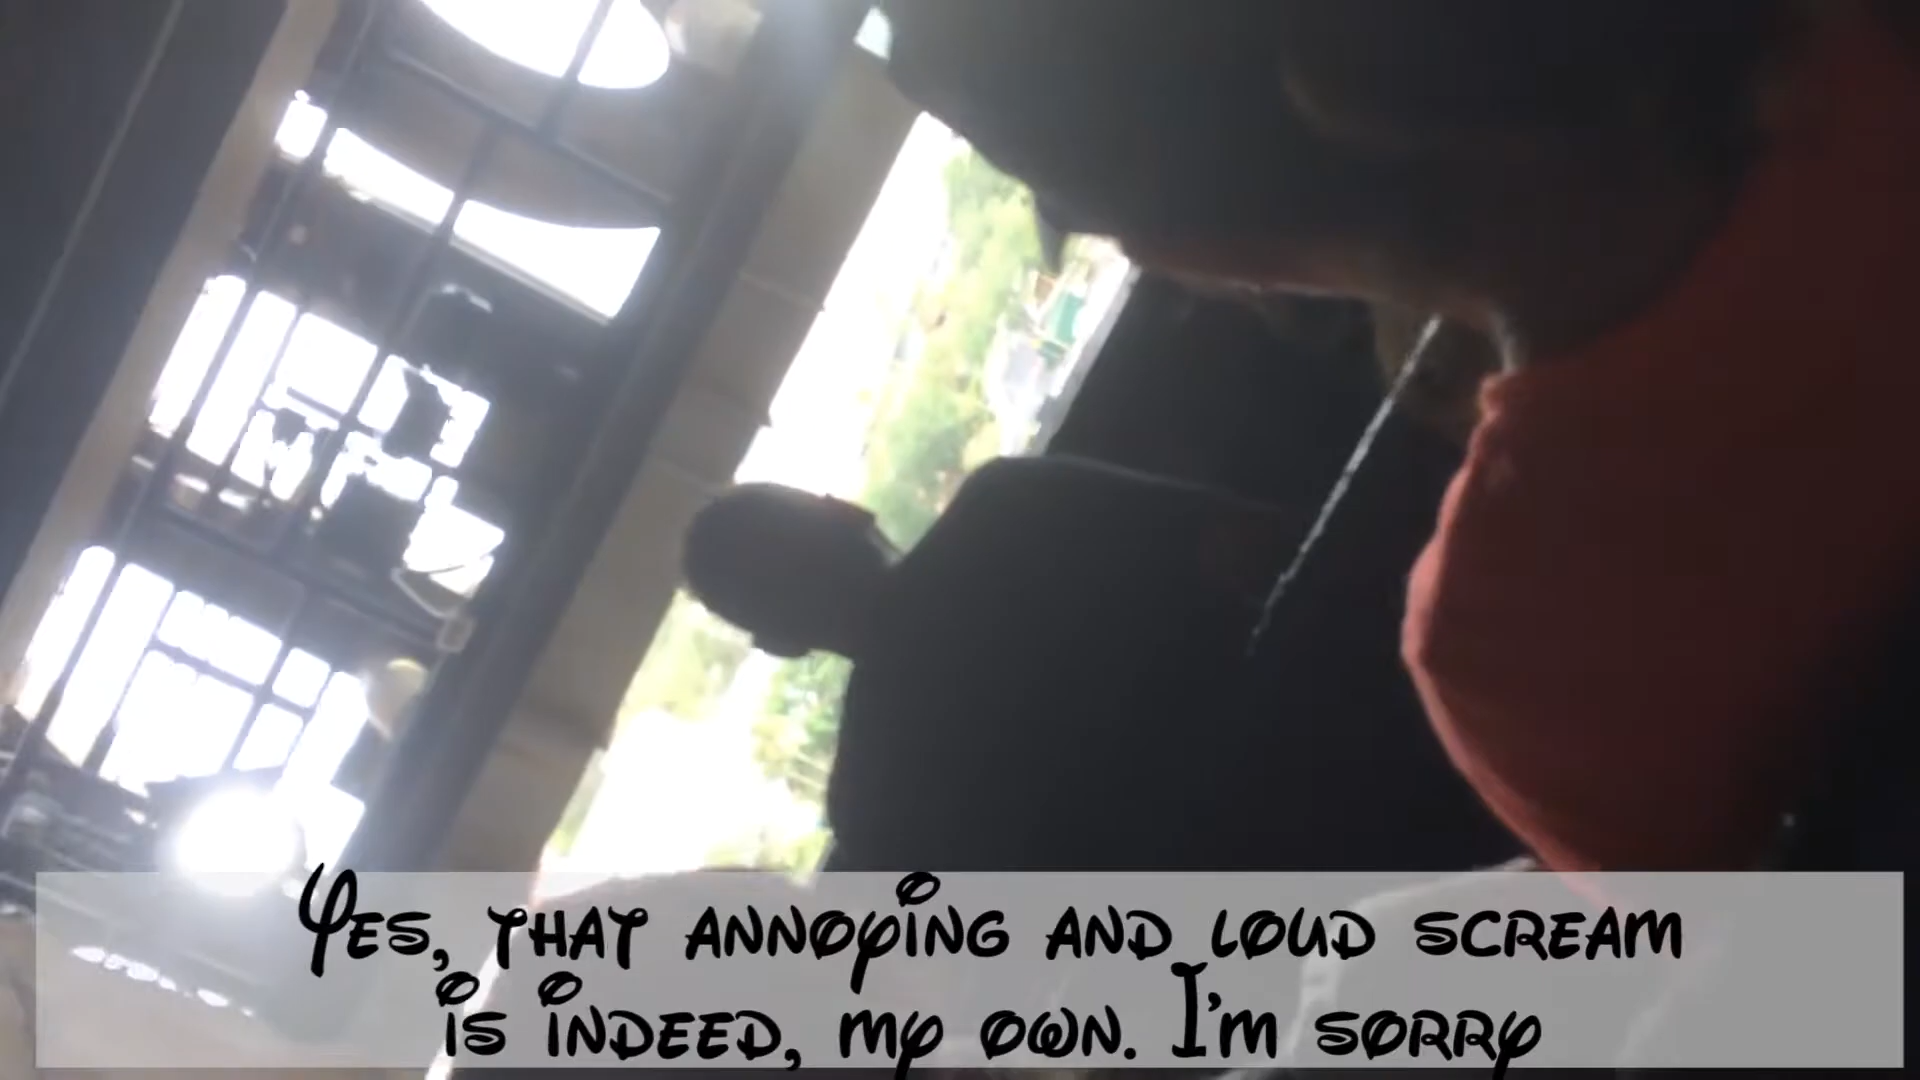 Yes, that annoying and loud scream
is indeed, my own. I'm sorry